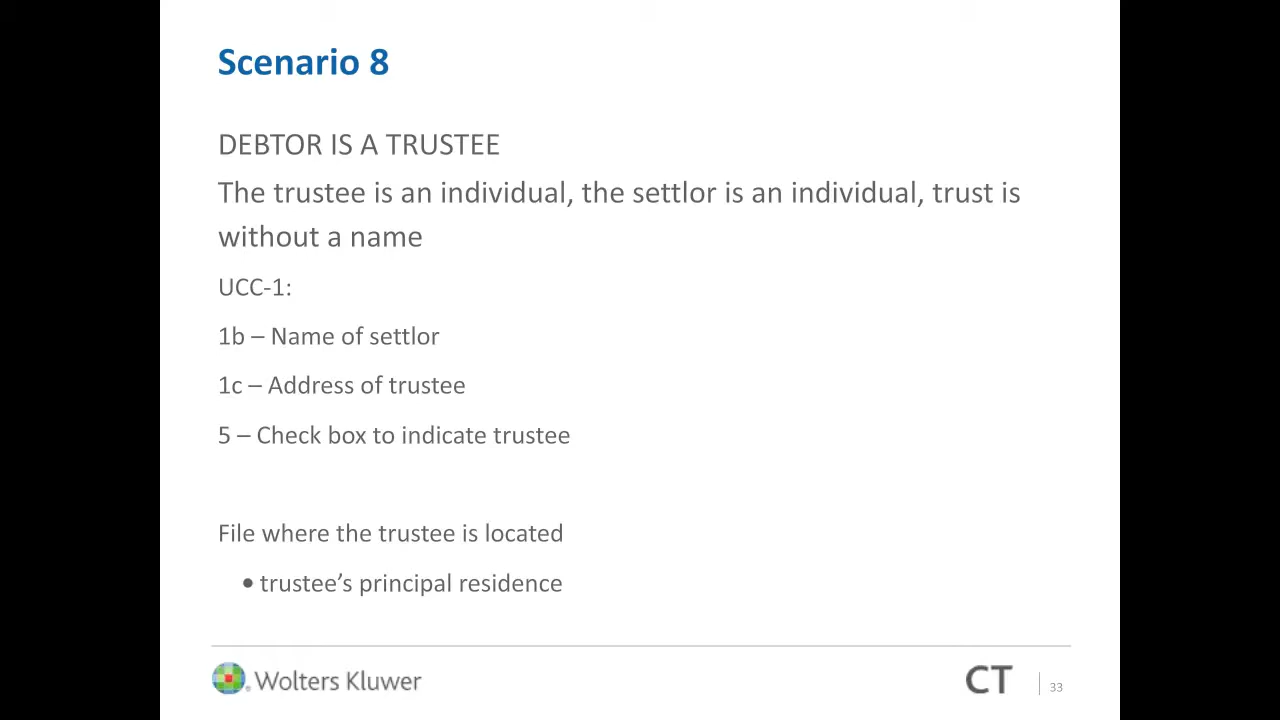 Scenario 8
DEBTOR IS A TRUSTEE
The trustee is an individual, the settlor is an individual, trust is
without a name
UCC-1:
1b – Name of settlor
1c – Address of trustee
5 – Check box to indicate trustee
File where the trustee is located
• trustee’s principal residence
Wolters Kluwer
CT
33